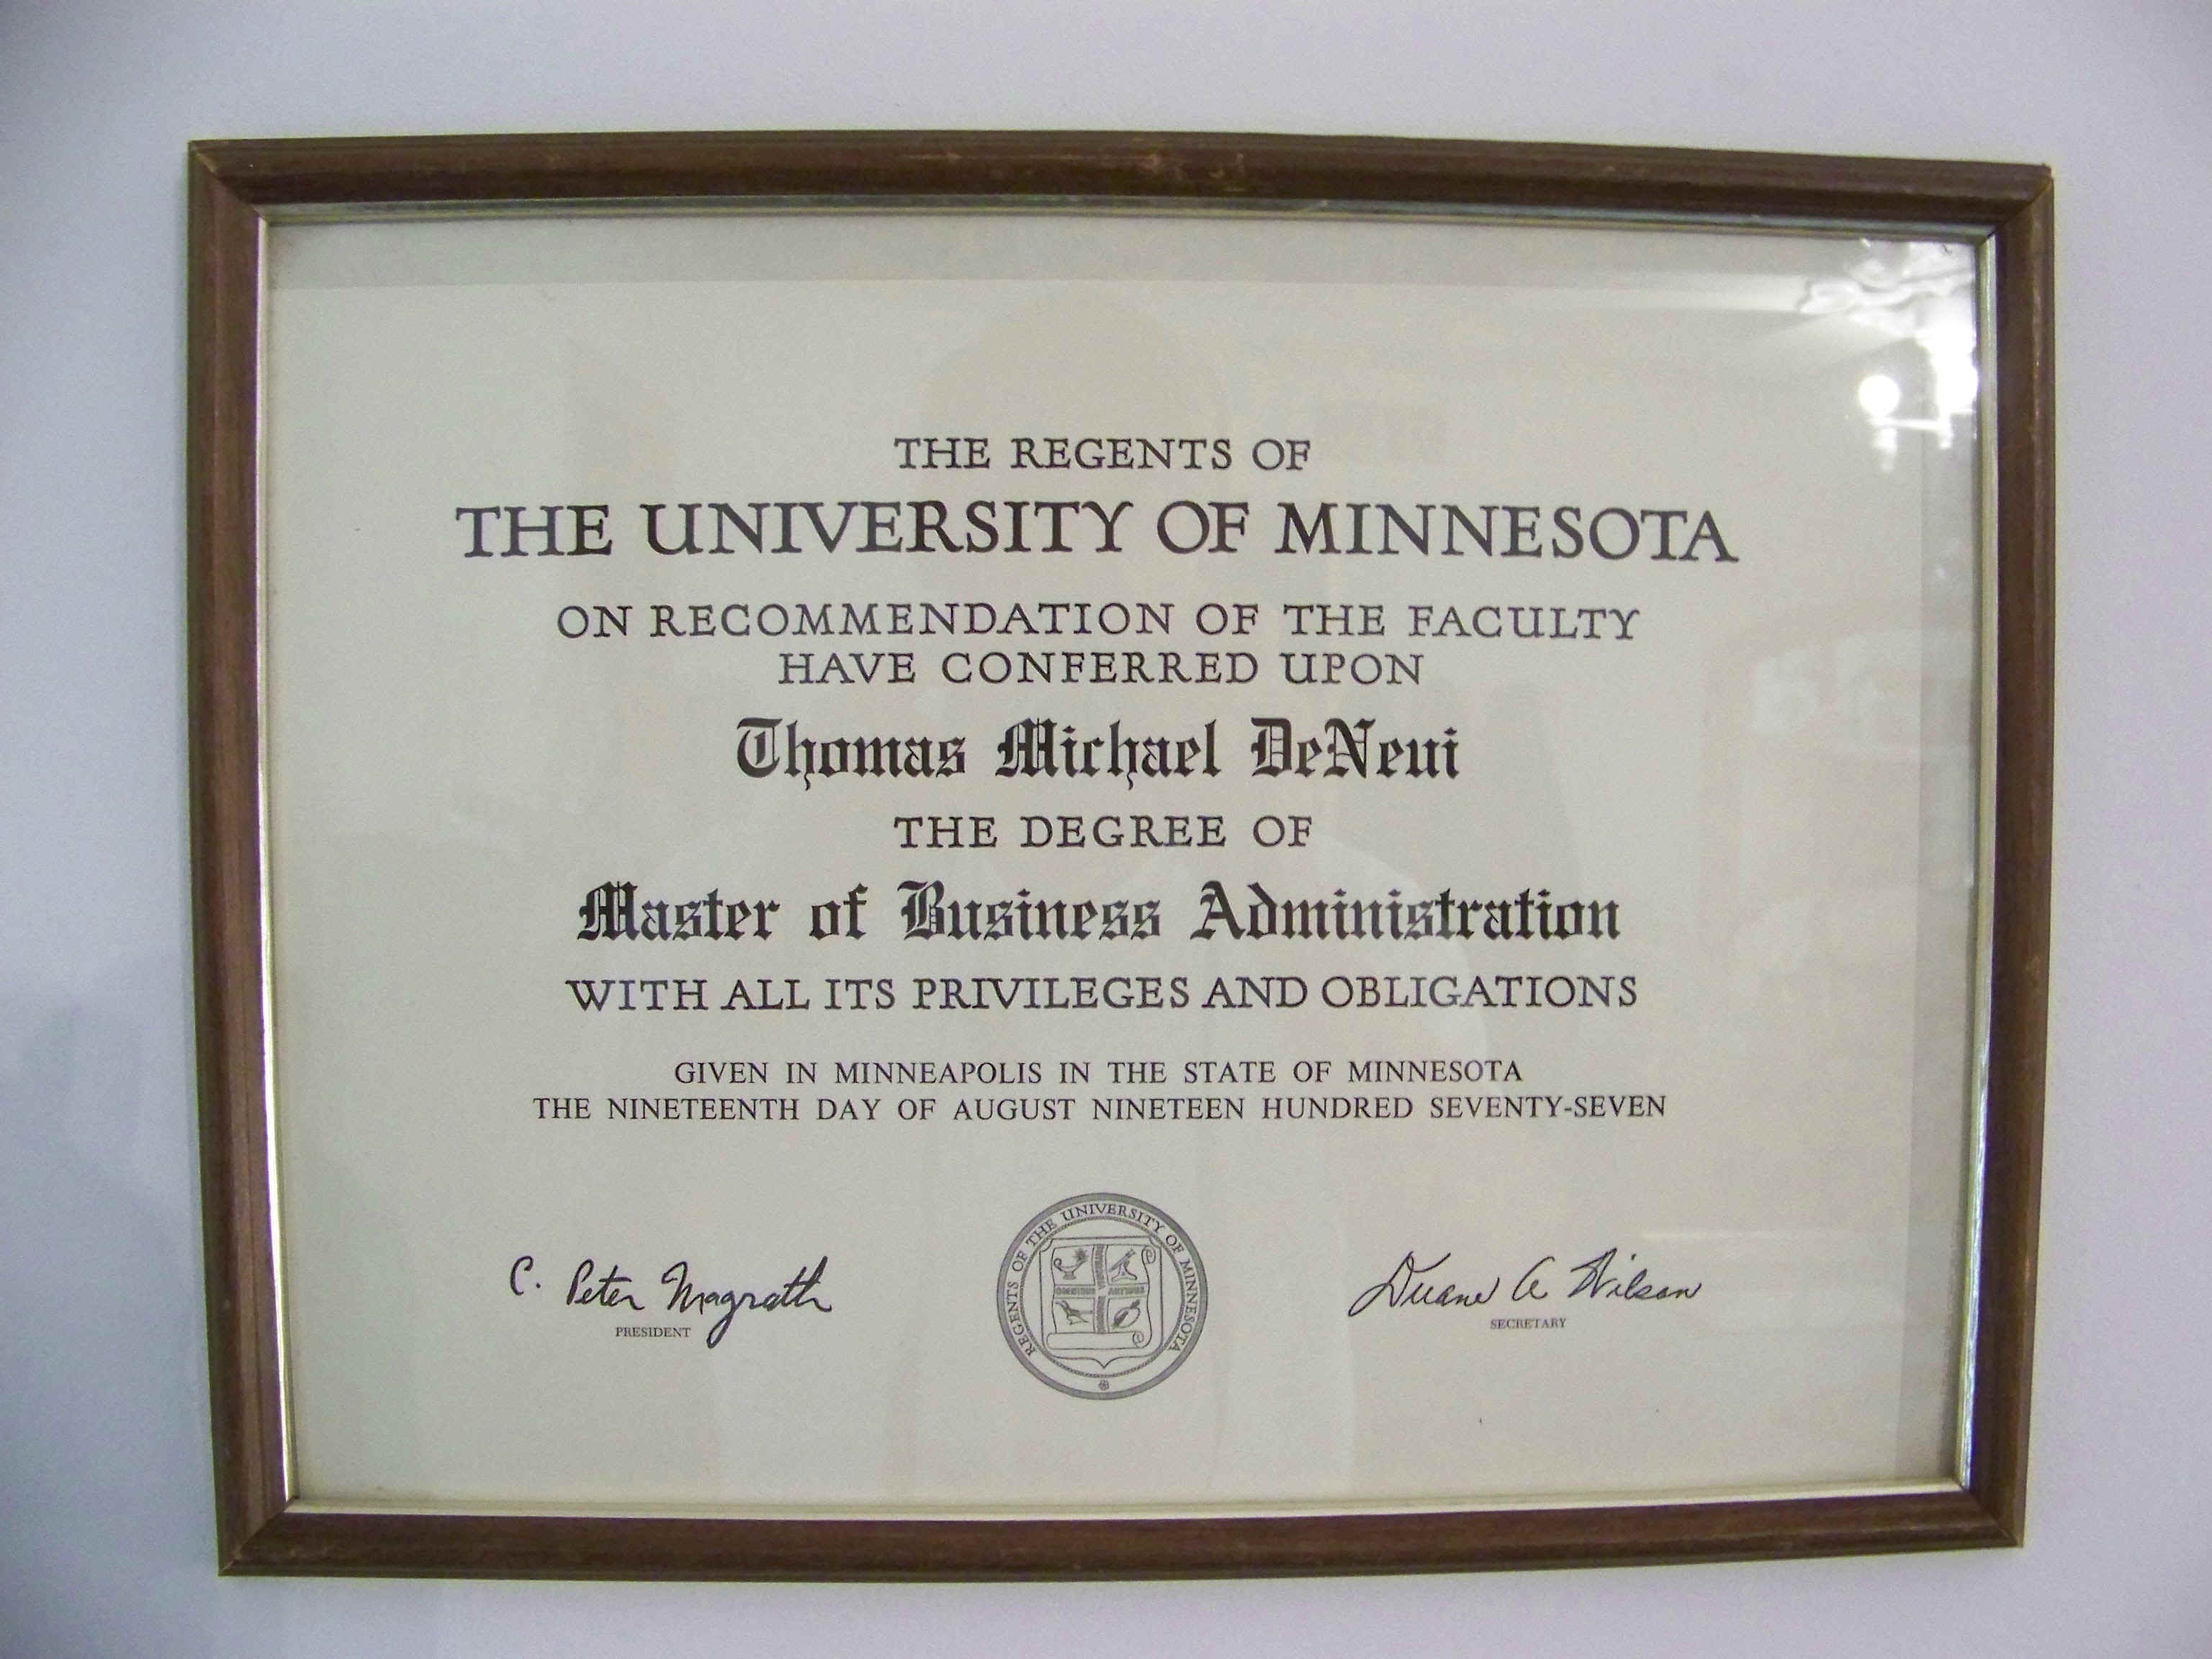 THE REGENTS OF
THE UNIVERSITY OF MINNESOTA
ON RECOMMENDATION OF THE FACULTY
HAVE CONFERRED UPON
Thomas Michael DeNeui
THE DEGREE OF
Master of Business Administration
WITH ALL ITS PRIVILEGES AND OBLIGATIONS
GIVEN IN MINNEAPOLIS IN THE STATE OF MINNESOTA
THE NINETEENTH DAY OF AUGUST NINETEEN HUNDRED SEVENTY-SEVEN
C. Peter Magrath
PRESIDENT
REGENTS OF THE UNIVERSITY OF MINNESOTA
Duane A Wilson
SECRETARY